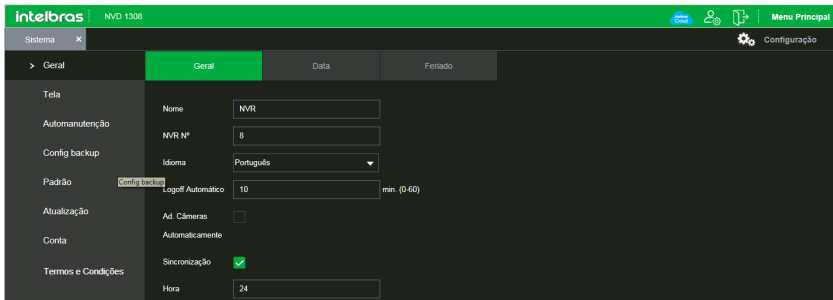 intelbras NVD 1308 Menu Principal
Sistema × Configuração
> Geral Geral Data Feriado
Tela
Nome NVR
Automanutenção
NVR Nº 8
Config backup
Idioma Português
Padrão Config backup
Logoff Automático 10 min. (0-60)
Atualização
Ad. Câmeras
Automaticamente
Conta
Sincronização
Termos e Condições
Hora 24